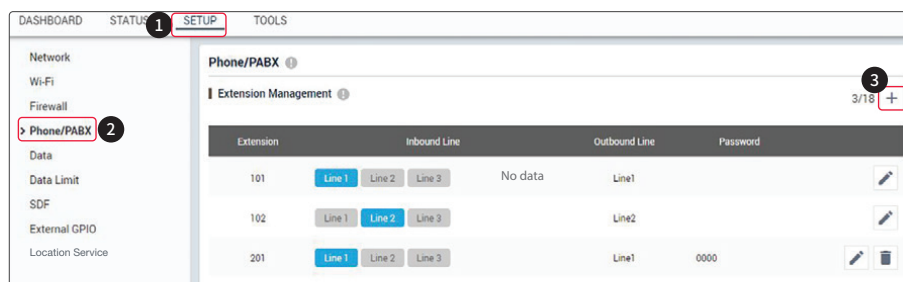 DASHBOARD STATUS 1 SETUP TOOLS
Network
Wi-Fi
Firewall
> Phone/PABX 2
Data
Data Limit
SDF
External GPIO
Location Service
Phone/PABX !
Extension Management !
3
3/18 +
Extension Inbound Line Outbound Line Password
101 Line 1 Line 2 Line 3 No data Line1
102 Line 1 Line 2 Line 3 Line2
201 Line 1 Line 2 Line 3 Line1 0000